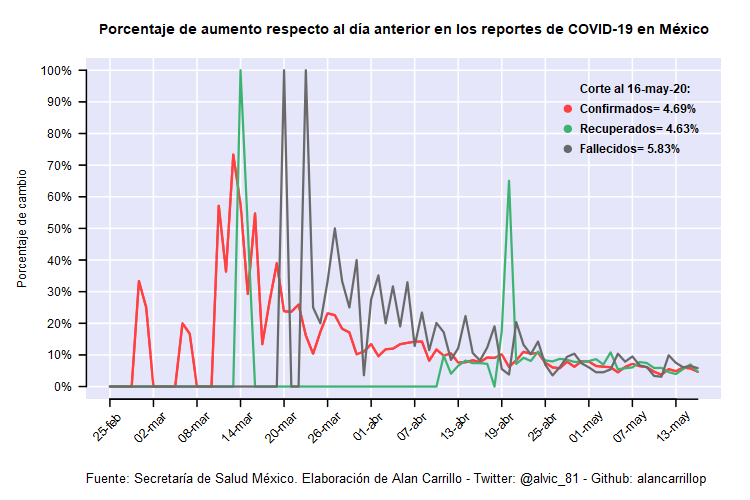 Porcentaje de aumento respecto al día anterior en los reportes de COVID-19 en México
Porcentaje de cambio
100%
90%
80%
70%
60%
50%
40%
30%
20%
10%
0%
Corte al 16-may-20:
Confirmados= 4.69%
Recuperados= 4.63%
Fallecidos= 5.83%
25-feb
02-mar
08-mar
14-mar
20-mar
26-mar
01-abr
07-abr
13-abr
19-abr
25-abr
01-may
07-may
13-may
Fuente: Secretaría de Salud México. Elaboración de Alan Carrillo - Twitter: @alvic_81 - Github: alancarrillop